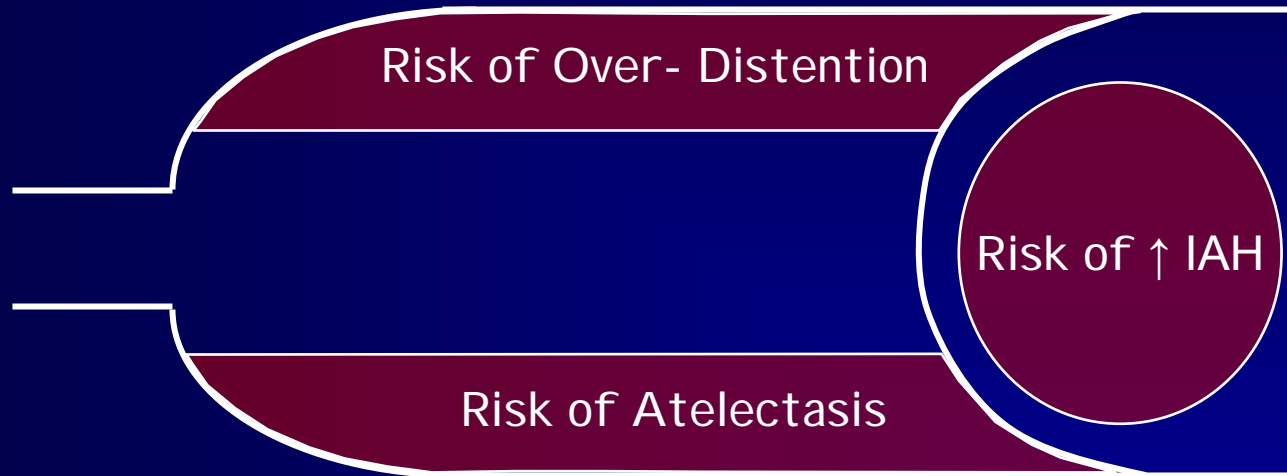 Risk of Over- Distention
Risk of ↑ IAH
Risk of Atelectasis